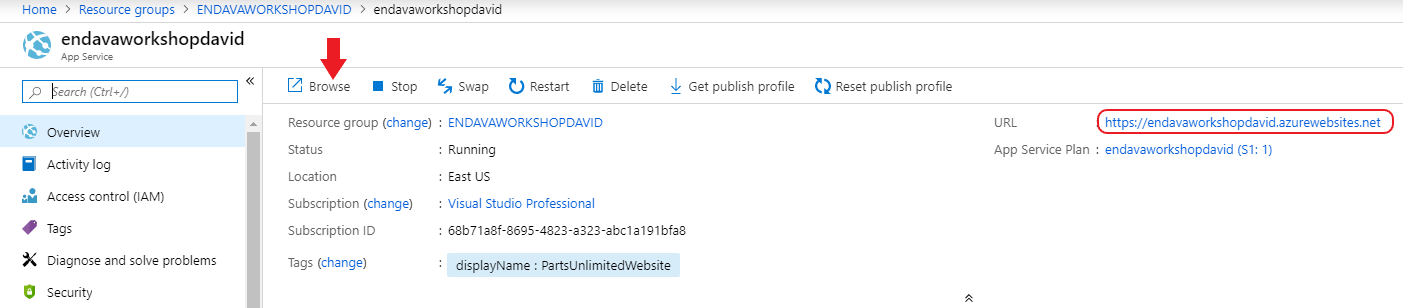 Home > Resource groups > ENDAVAWORKSHOPDAVID > endavaworkshopdavid
endavaworkshopdavid
App Service
Search (Ctrl+/)
«
Overview
Activity log
Access control (IAM)
Tags
Diagnose and solve problems
Security
Browse Stop Swap Restart Delete Get publish profile Reset publish profile
Resource group (change) : ENDAVAWORKSHOPDAVID
Status : Running
Location : East US
Subscription (change) : Visual Studio Professional
Subscription ID : 68b71a8f-8695-4823-a323-abc1a191bfa8
Tags (change) : displayName : PartsUnlimitedWebsite
URL : https://endavaworkshopdavid.azurewebsites.net
App Service Plan : endavaworkshopdavid (S1: 1)